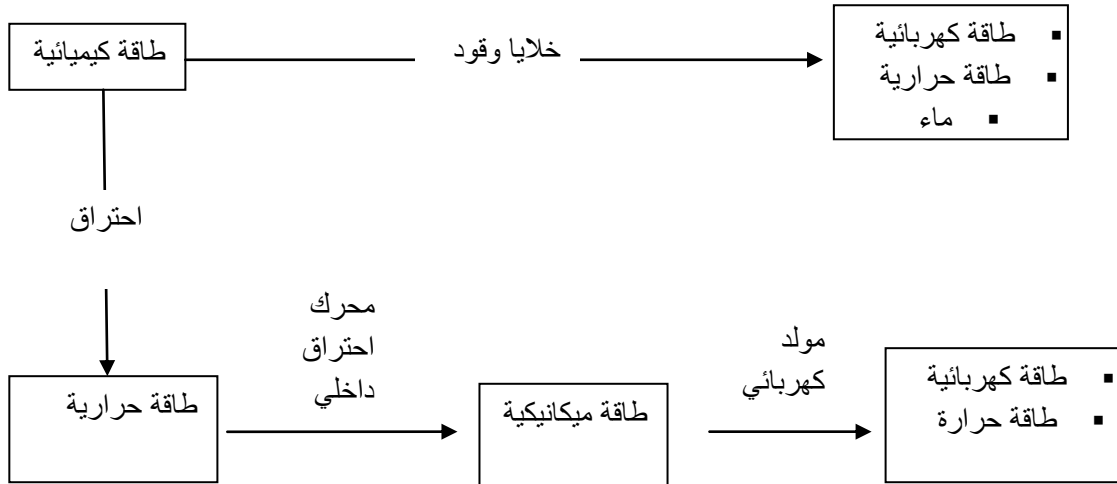 طاقة كيميائية
خلايا وقود
▪ طاقة كهربائية
▪ طاقة حرارية
▪ ماء
احتراق
طاقة حرارية
محرك
احتراق
داخلي
طاقة ميكانيكية
مولد
كهربائي
▪ طاقة كهربائية
▪ طاقة حرارة